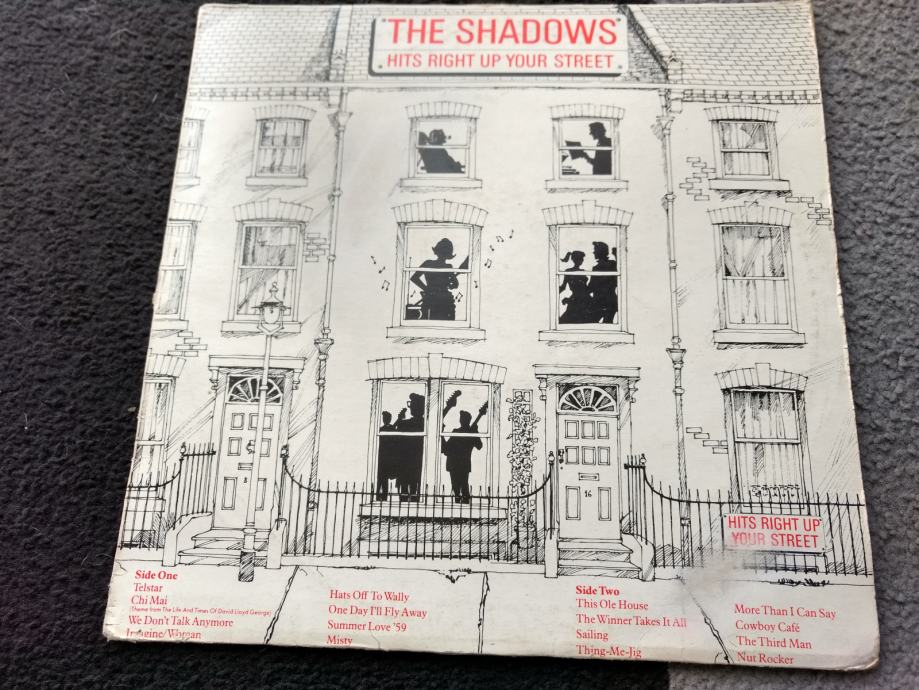 THE SHADOWS
HITS RIGHT UP YOUR STREET
8
16
HITS RIGHT UP
YOUR STREET
Side One
Telstar
Chi Mai
(Theme from The Life And Times Of David Lloyd George)
We Don't Talk Anymore
Imagine/Woman
Hats Off To Wally
One Day I'll Fly Away
Summer Love '59
Misty
Side Two
This Ole House
The Winner Takes It All
Sailing
Thing-Me-Jig
More Than I Can Say
Cowboy Café
The Third Man
Nut Rocker